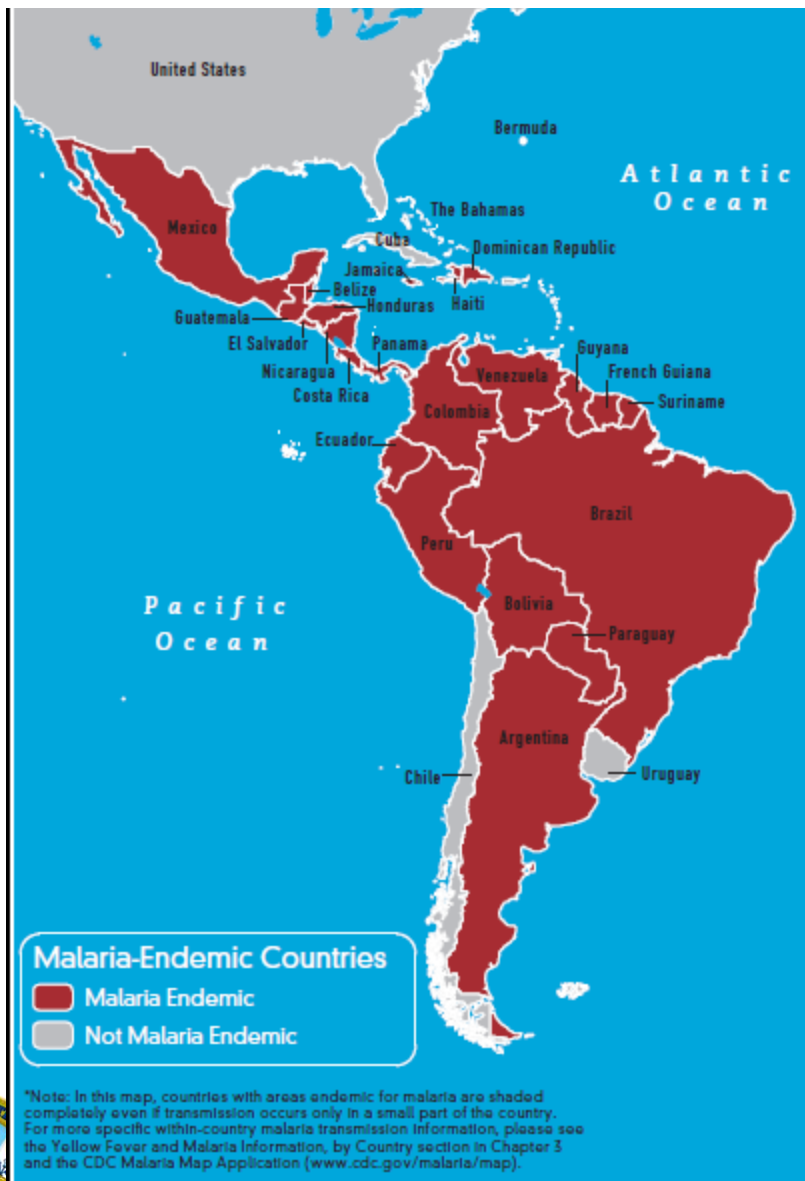 United States
Bermuda
Atlantic
Ocean
The Bahamas
Mexico
Cuba
Dominican Republic
Jamaica
Belize
Haiti
Honduras
Guatemala
El Salvador
Panama
Guyana
Nicaragua
Venezuela
French Guiana
Costa Rica
Suriname
Colombia
Ecuador
Brazil
Peru
Pacific
Ocean
Bolivia
Paraguay
Argentina
Chile
Uruguay
Malaria-Endemic Countries
Malaria Endemic
Not Malaria Endemic
*Note: In this map, countries with areas endemic for malaria are shaded
completely even if transmission occurs only in a small part of the country.
For more specific within-country malaria transmission information, please see
the Yellow Fever and Malaria Information, by Country section in Chapter 3
and the CDC Malaria Map Application (www.cdc.gov/malaria/map).